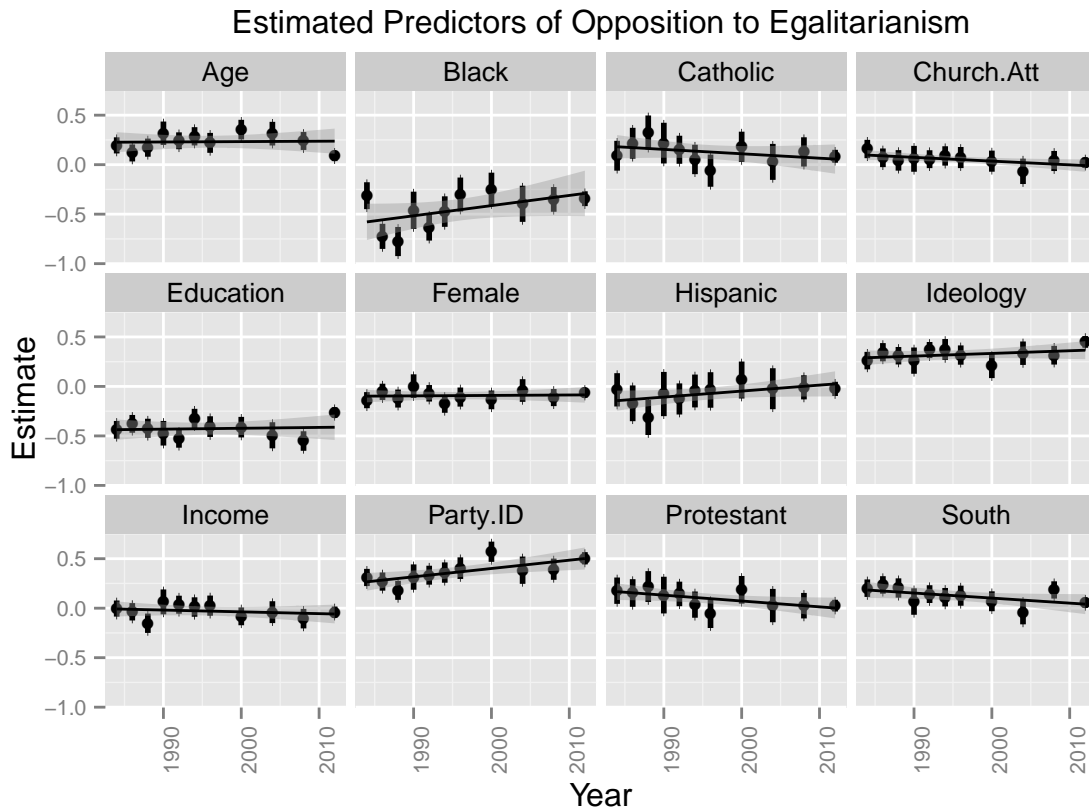 Estimated Predictors of Opposition to Egalitarianism
Age Black Catholic Church.Att
0.5
0.0
−0.5
−1.0
Education Female Hispanic Ideology
0.5
0.0
−0.5
−1.0
Income Party.ID Protestant South
0.5
0.0
−0.5
−1.0
Estimate
1990 2000 2010 1990 2000 2010 1990 2000 2010 1990 2000 2010
Year